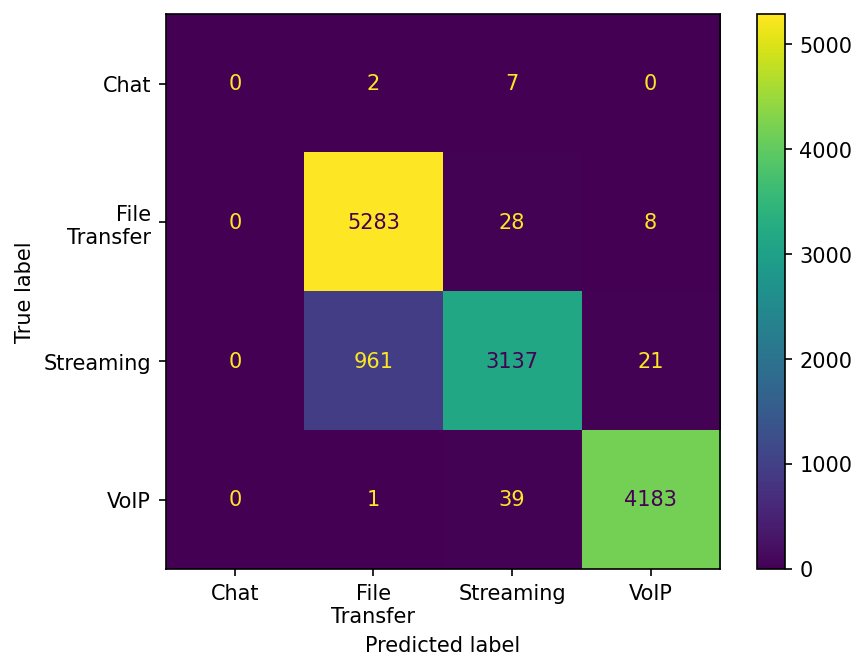 Chat
0
2
7
0
5000
4000
File
Transfer
0
5283
28
8
3000
True label
Streaming
0
961
3137
21
2000
1000
VoIP
0
1
39
4183
0
Chat
File
Transfer
Streaming
VoIP
Predicted label